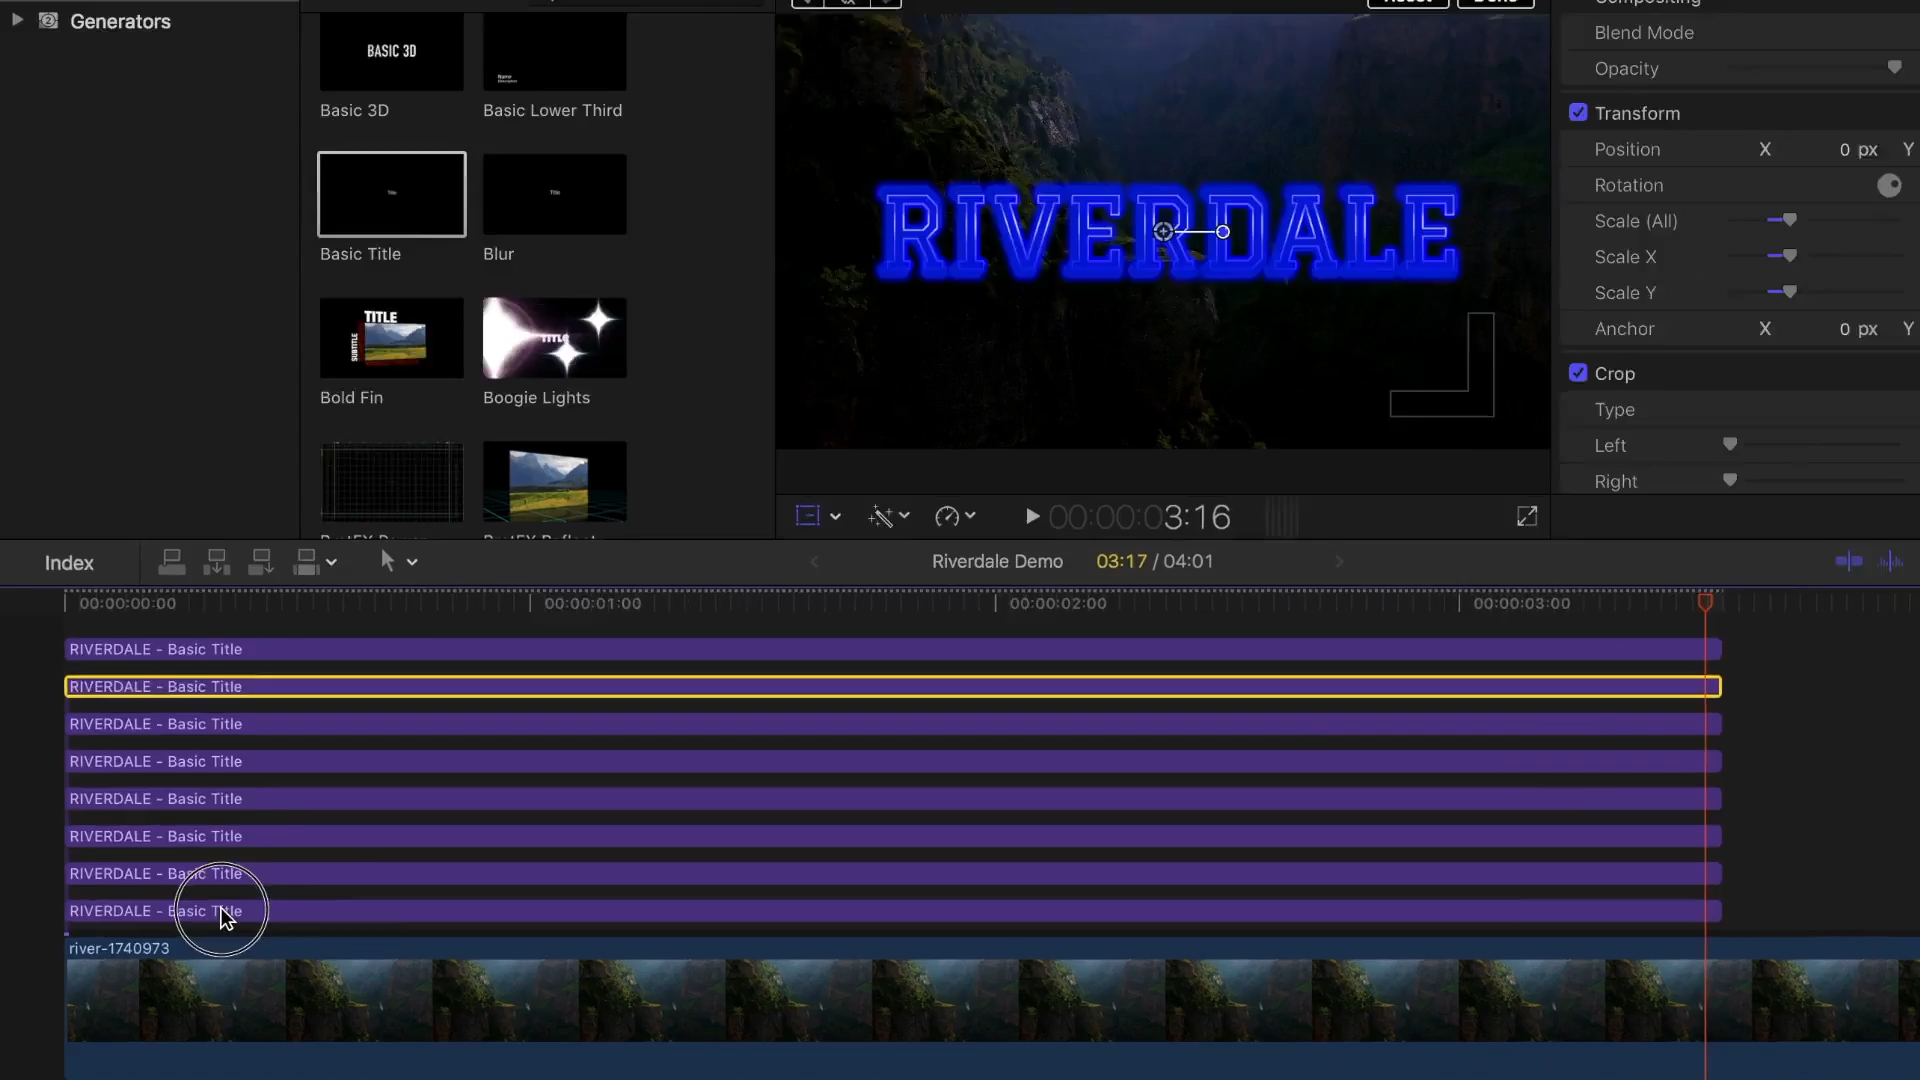 Generators
BASIC 3D
Name
Description
Basic 3D
Basic Lower Third
Title
Title
Basic Title
Blur
TITLE
SUBTITLE
TITLE
Bold Fin
Boogie Lights
RIVERDALE
Blend Mode
Opacity
Transform
Position X 0 px Y
Rotation
Scale (All)
Scale X
Scale Y
Anchor X 0 px Y
Crop
Type
Left
Right
00:00:03:16
Index
Riverdale Demo 03:17 / 04:01
00:00:00:00
00:00:01:00
00:00:02:00
00:00:03:00
RIVERDALE - Basic Title
RIVERDALE - Basic Title
RIVERDALE - Basic Title
RIVERDALE - Basic Title
RIVERDALE - Basic Title
RIVERDALE - Basic Title
RIVERDALE - Basic Title
RIVERDALE - Basic Title
river-1740973